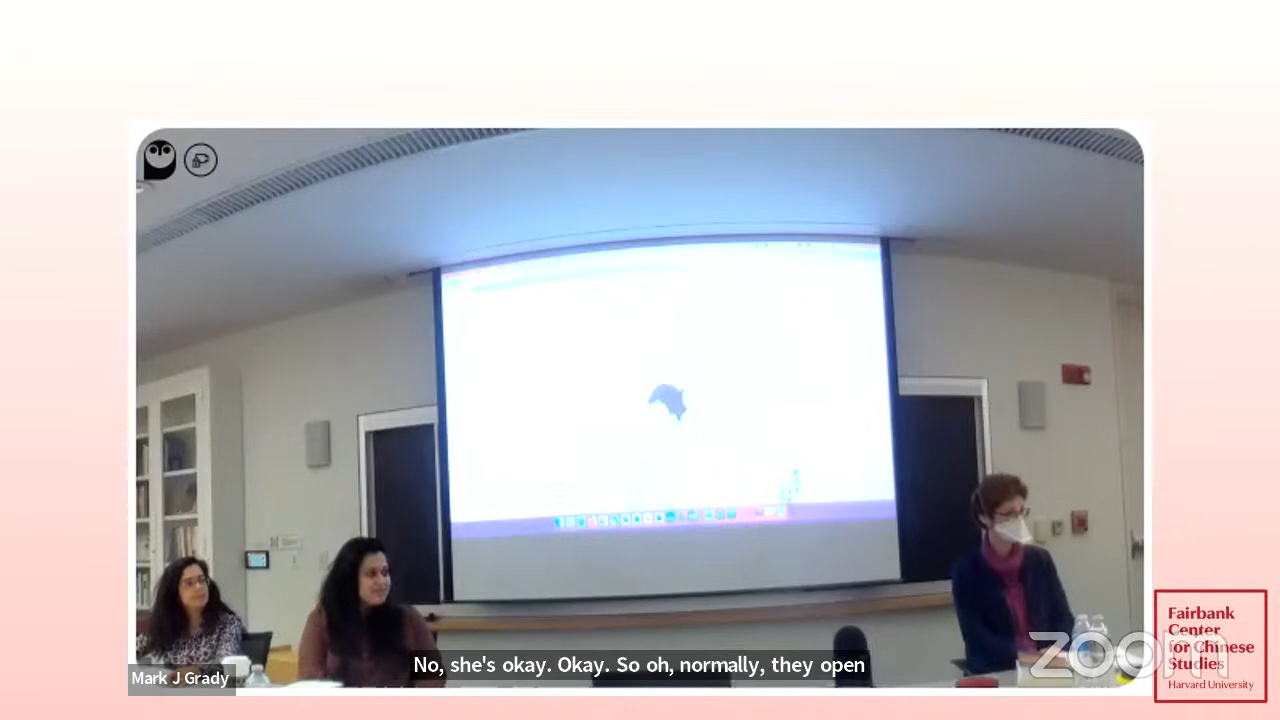 No, she's okay. Okay. So oh, normally, they open
Mark J Grady
zoom
Fairbank
Center
for Chinese
Studies
Harvard University